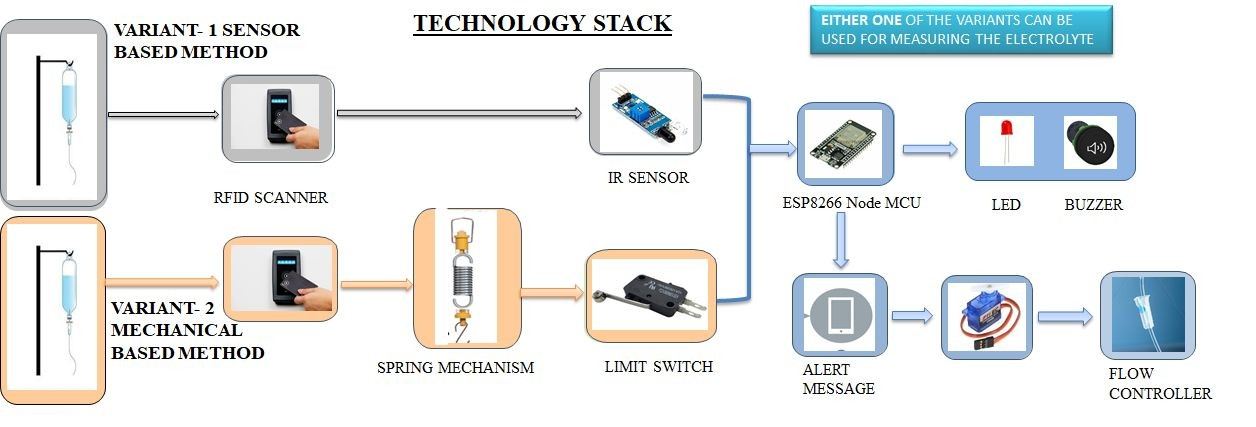 TECHNOLOGY STACK
EITHER ONE OF THE VARIANTS CAN BE
USED FOR MEASURING THE ELECTROLYTE
VARIANT- 1 SENSOR
BASED METHOD
RFID SCANNER
IR SENSOR
ESP8266 Node MCU
LED
BUZZER
VARIANT- 2
MECHANICAL
BASED METHOD
SPRING MECHANISM
LIMIT SWITCH
ALERT
MESSAGE
FLOW
CONTROLLER